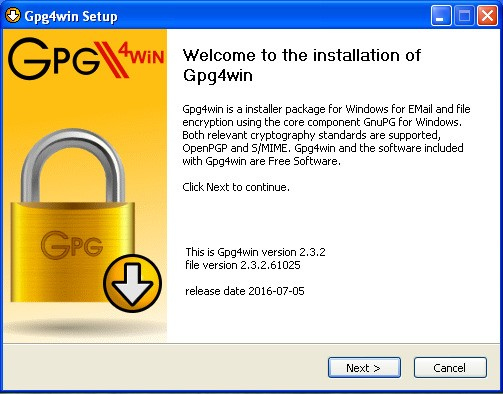 Gpg4win Setup
GPG4WiN
Welcome to the installation of
Gpg4win
Gpg4win is a installer package for Windows for EMail and file
encryption using the core component GnuPG for Windows.
Both relevant cryptography standards are supported,
OpenPGP and S/MIME. Gpg4win and the software included
with Gpg4win are Free Software.
Click Next to continue.
GPG
This is Gpg4win version 2.3.2
file version 2.3.2.61025
release date 2016-07-05
Next >
Cancel